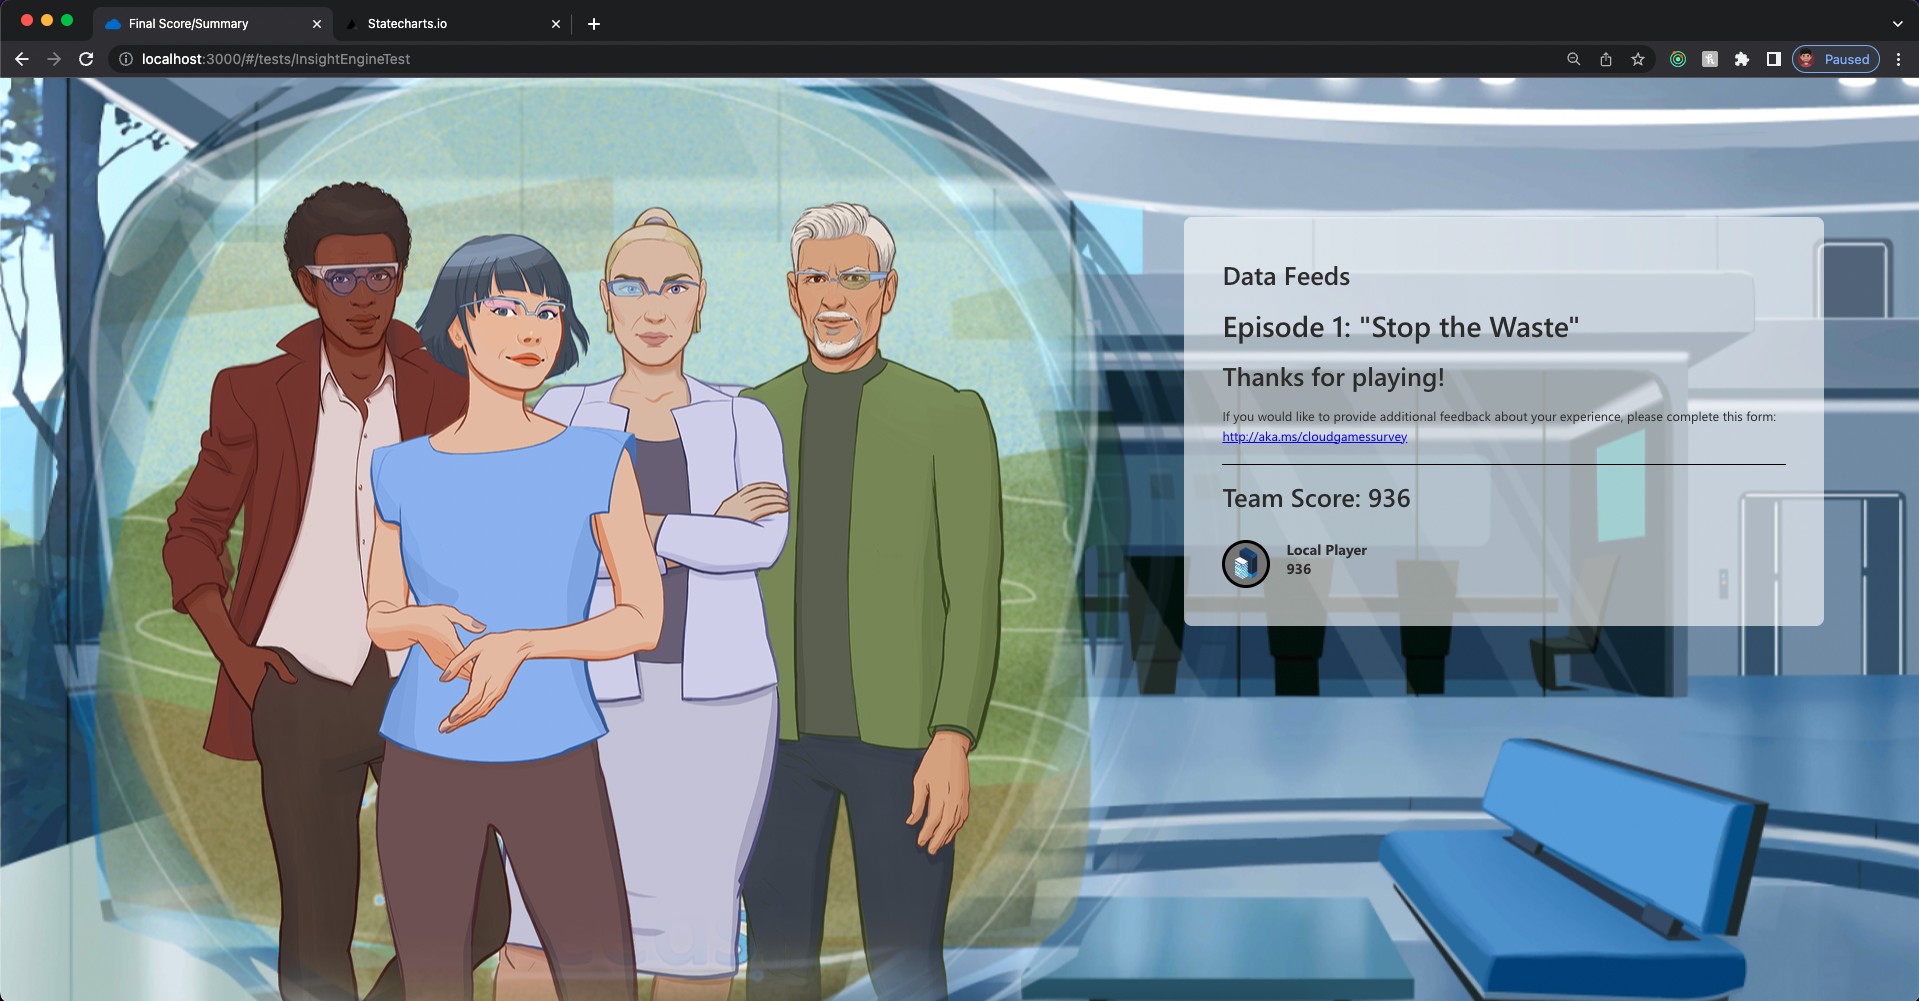 Final Score/Summary
Statecharts.io
localhost:3000/#/tests/InsightEngineTest
Paused
Data Feeds
Episode 1: "Stop the Waste"
Thanks for playing!
If you would like to provide additional feedback about your experience, please complete this form:
http://aka.ms/cloudgamessurvey
Team Score: 936
Local Player
936